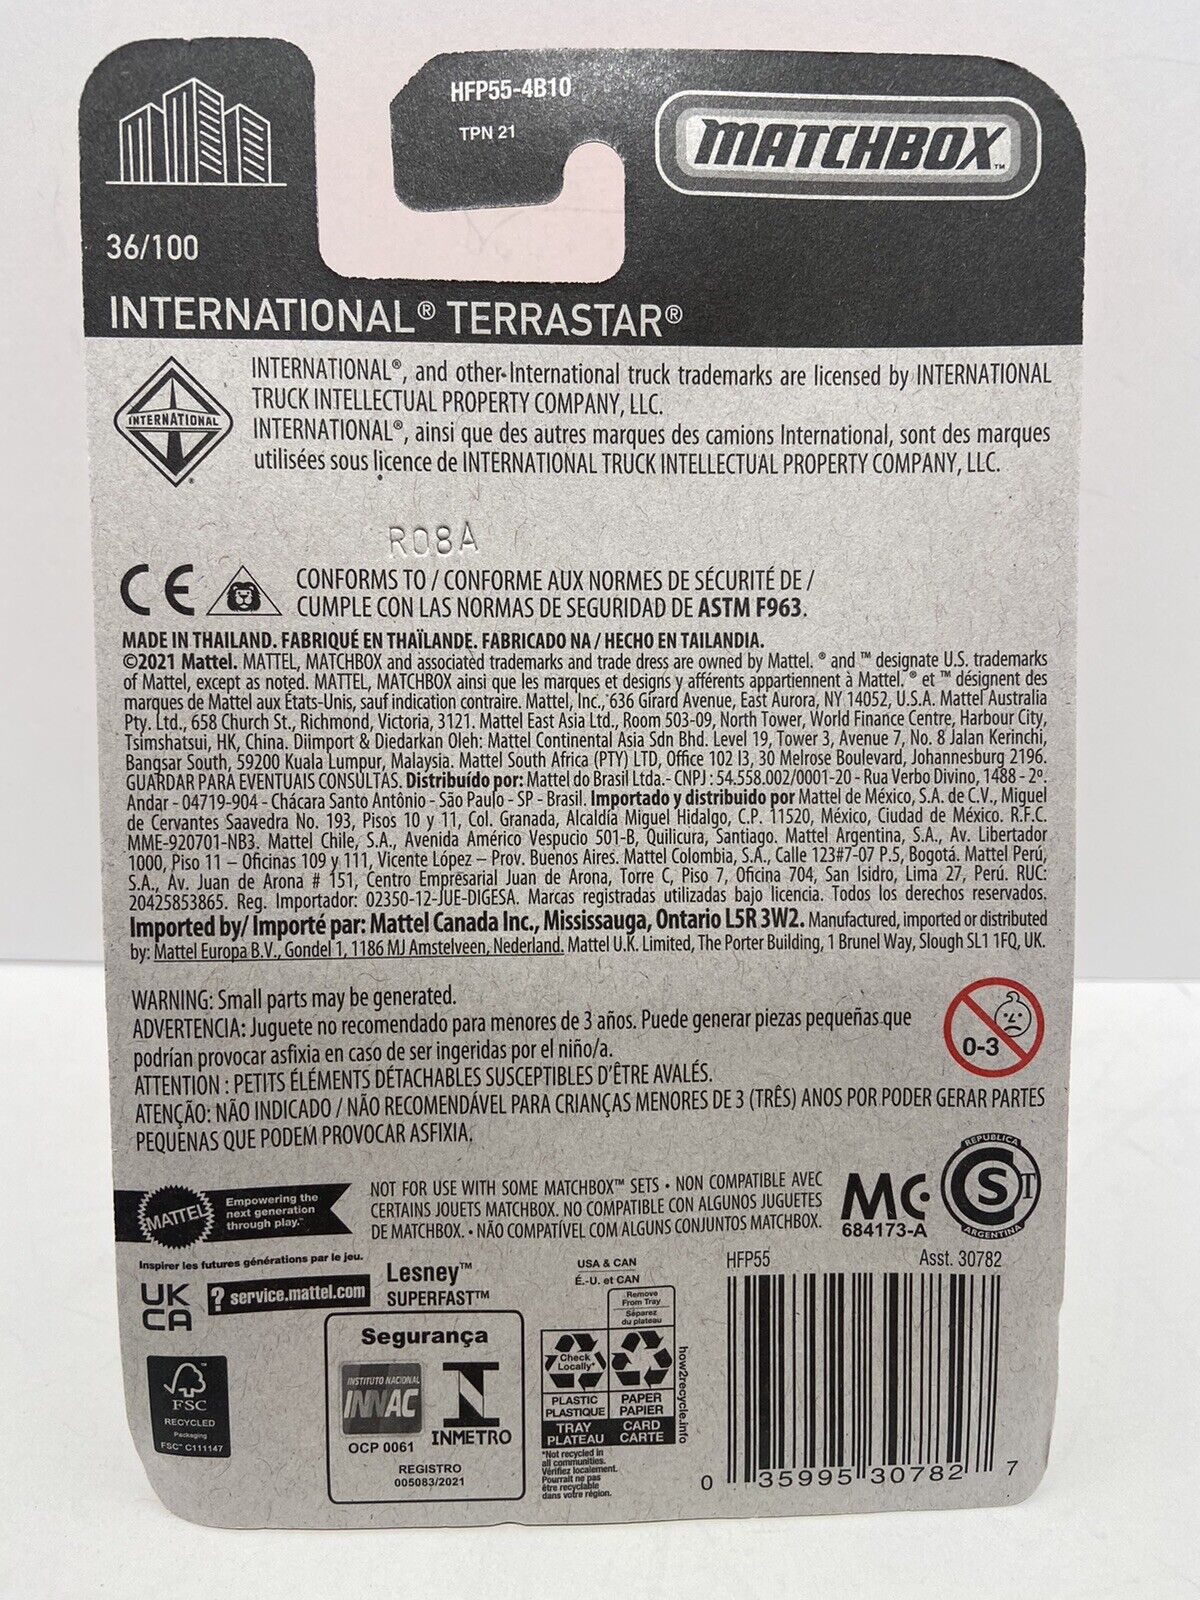 HFP55-4B10
TPN 21
MATCHBOX™
36/100
INTERNATIONAL® TERRASTAR®
INTERNATIONAL®, and other International truck trademarks are licensed by INTERNATIONAL
TRUCK INTELLECTUAL PROPERTY COMPANY, LLC.
INTERNATIONAL®, ainsi que des autres marques des camions International, sont des marques
utilisées sous licence de INTERNATIONAL TRUCK INTELLECTUAL PROPERTY COMPANY, LLC.
INTERNATIONAL®
R08A
CE
CONFORMS TO / CONFORME AUX NORMES DE SÉCURITÉ DE /
CUMPLE CON LAS NORMAS DE SEGURIDAD DE ASTM F963.
MADE IN THAILAND. FABRIQUÉ EN THAÏLANDE. FABRICADO NA / HECHO EN TAILANDIA.
©2021 Mattel. MATTEL, MATCHBOX and associated trademarks and trade dress are owned by Mattel. ® and ™ designate U.S. trademarks
of Mattel, except as noted. MATTEL, MATCHBOX ainsi que les marques et designs y afférents appartiennent à Mattel. ® et ™ désignent des
marques de Mattel aux États-Unis, sauf indication contraire. Mattel, Inc., 636 Girard Avenue, East Aurora, NY 14052, U.S.A. Mattel Australia
Pty. Ltd., 658 Church St., Richmond, Victoria, 3121. Mattel East Asia Ltd., Room 503-09, North Tower, World Finance Centre, Harbour City,
Tsimshatsui, HK, China. Diimport & Diedarkan Oleh: Mattel Continental Asia Sdn Bhd. Level 19, Tower 3, Avenue 7, No. 8 Jalan Kerinchi,
Bangsar South, 59200 Kuala Lumpur, Malaysia. Mattel South Africa (PTY) LTD, Office 102 I3, 30 Melrose Boulevard, Johannesburg 2196.
GUARDAR PARA EVENTUAIS CONSULTAS. Distribuído por: Mattel do Brasil Ltda.- CNPJ : 54.558.002/0001-20 - Rua Verbo Divino, 1488 - 2º.
Andar - 04719-904 - Chácara Santo Antônio - São Paulo - SP - Brasil. Importado y distribuido por Mattel de México, S.A. de C.V., Miguel
de Cervantes Saavedra No. 193, Pisos 10 y 11, Col. Granada, Alcaldía Miguel Hidalgo, C.P. 11520, México, Ciudad de México. R.F.C.
MME-920701-NB3. Mattel Chile, S.A., Avenida Américo Vespucio 501-B, Quilicura, Santiago. Mattel Argentina, S.A., Av. Libertador
1000, Piso 11 – Oficinas 109 y 111, Vicente López – Prov. Buenos Aires. Mattel Colombia, S.A., Calle 123#7-07 P.5, Bogotá. Mattel Perú,
S.A., Av. Juan de Arona # 151, Centro Empresarial Juan de Arona, Torre C, Piso 7, Oficina 704, San Isidro, Lima 27, Perú. RUC:
20425853865. Reg. Importador: 02350-12-JUE-DIGESA. Marcas registradas utilizadas bajo licencia. Todos los derechos reservados.
Imported by/ Importé par: Mattel Canada Inc., Mississauga, Ontario L5R 3W2. Manufactured, imported or distributed
by: Mattel Europa B.V., Gondel 1, 1186 MJ Amstelveen, Nederland. Mattel U.K. Limited, The Porter Building, 1 Brunel Way, Slough SL1 1FQ, UK.
WARNING: Small parts may be generated.
ADVERTENCIA: Juguete no recomendado para menores de 3 años. Puede generar piezas pequeñas que
podrían provocar asfixia en caso de ser ingeridas por el niño/a.
ATTENTION : PETITS ÉLÉMENTS DÉTACHABLES SUSCEPTIBLES D'ÊTRE AVALÉS.
ATENÇÃO: NÃO INDICADO / NÃO RECOMENDÁVEL PARA CRIANÇAS MENORES DE 3 (TRÊS) ANOS POR PODER GERAR PARTES
PEQUENAS QUE PODEM PROVOCAR ASFIXIA.
0-3
MATTEL
Empowering the
next generation
through play.™
Inspirer les futures générations par le jeu.
NOT FOR USE WITH SOME MATCHBOX™ SETS • NON COMPATIBLE AVEC
CERTAINS JOUETS MATCHBOX. NO COMPATIBLE CON ALGUNOS JUGUETES
DE MATCHBOX. • NÃO COMPATÍVEL COM ALGUNS CONJUNTOS MATCHBOX.
MC
684173-A
REPUBLICA
S
T
ARGENTINA
UK
CA
? service.mattel.com
Lesney™
SUPERFAST™
FSC™
RECYCLED
Packaging
FSC™ C111147
Segurança
INSTITUTO NACIONAL
INNAC
OCP 0061
INMETRO
REGISTRO
005083/2021
USA & CAN
É.-U. et CAN
Remove
From Tray
Séparez
du plateau
Check
Locally*
PLASTIC
PLASTIQUE
TRAY
PLATEAU
PAPER
PAPIER
CARD
CARTE
how2recycle.info
*Not recycled in
all communities.
Vérifiez localement.
Pourrait ne pas
être recyclable
dans votre région.
HFP55
Asst. 30782
0 35995 30782 7